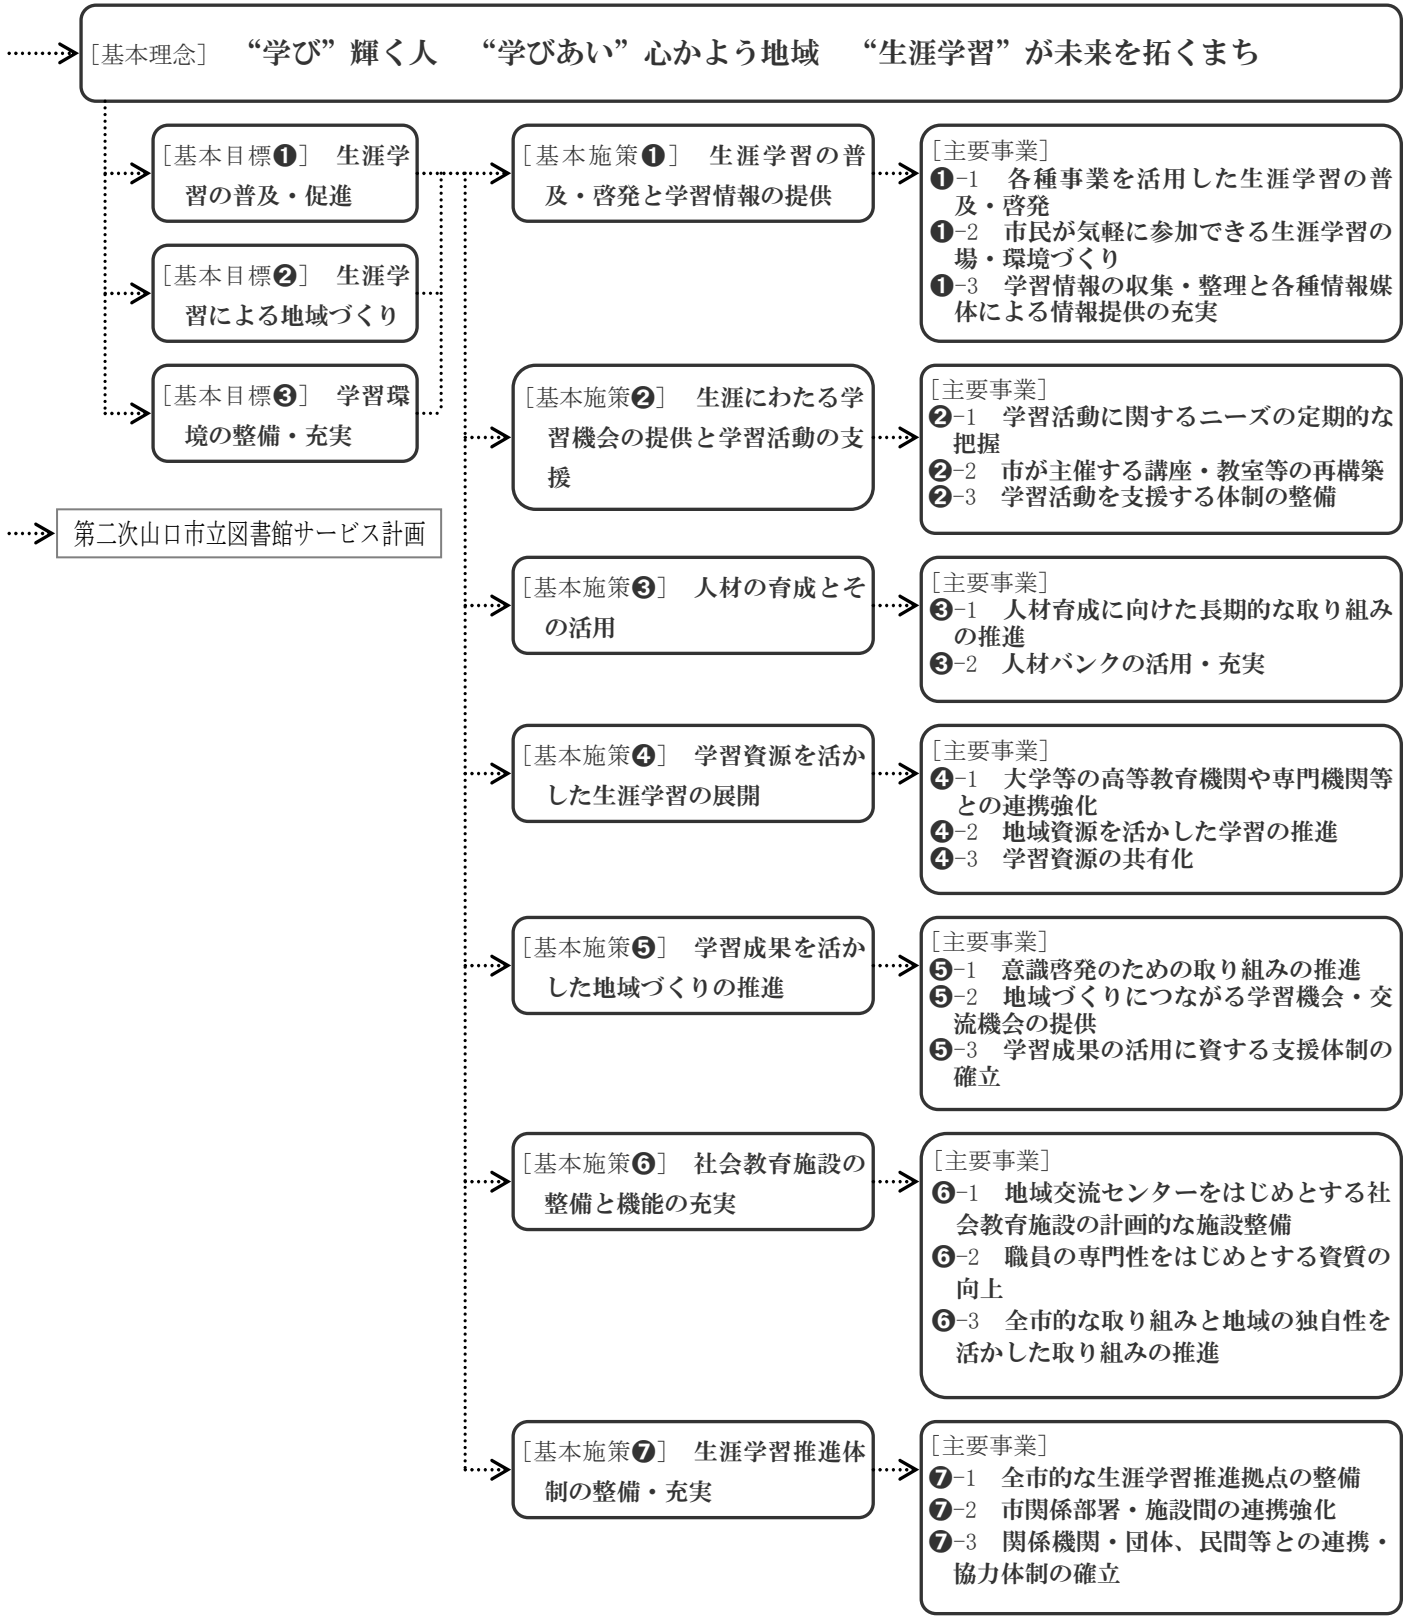 ［基本理念］　“学び”輝く人　“学びあい”心かよう地域　“生涯学習”が未来を拓くまち
［基本目標❶］　生涯学
習の普及・促進
［基本目標❷］　生涯学
習による地域づくり
［基本目標❸］　学習環
境の整備・充実
第二次山口市立図書館サービス計画
［基本施策❶］　生涯学習の普
及・啓発と学習情報の提供
［主要事業］
❶-1　各種事業を活用した生涯学習の普
及・啓発
❶-2　市民が気軽に参加できる生涯学習の
場・環境づくり
❶-3　学習情報の収集・整理と各種情報媒
体による情報提供の充実
［基本施策❷］　生涯にわたる学
習機会の提供と学習活動の支
援
［主要事業］
❷-1　学習活動に関するニーズの定期的な
把握
❷-2　市が主催する講座・教室等の再構築
❷-3　学習活動を支援する体制の整備
［基本施策❸］　人材の育成とそ
の活用
［主要事業］
❸-1　人材育成に向けた長期的な取り組み
の推進
❸-2　人材バンクの活用・充実
［基本施策❹］　学習資源を活か
した生涯学習の展開
［主要事業］
❹-1　大学等の高等教育機関や専門機関等
との連携強化
❹-2　地域資源を活かした学習の推進
❹-3　学習資源の共有化
［基本施策❺］　学習成果を活か
した地域づくりの推進
［主要事業］
❺-1　意識啓発のための取り組みの推進
❺-2　地域づくりにつながる学習機会・交
流機会の提供
❺-3　学習成果の活用に資する支援体制の
確立
［基本施策❻］　社会教育施設の
整備と機能の充実
［主要事業］
❻-1　地域交流センターをはじめとする社
会教育施設の計画的な施設整備
❻-2　職員の専門性をはじめとする資質の
向上
❻-3　全市的な取り組みと地域の独自性を
活かした取り組みの推進
［基本施策❼］　生涯学習推進体
制の整備・充実
［主要事業］
❼-1　全市的な生涯学習推進拠点の整備
❼-2　市関係部署・施設間の連携強化
❼-3　関係機関・団体、民間等との連携・
協力体制の確立